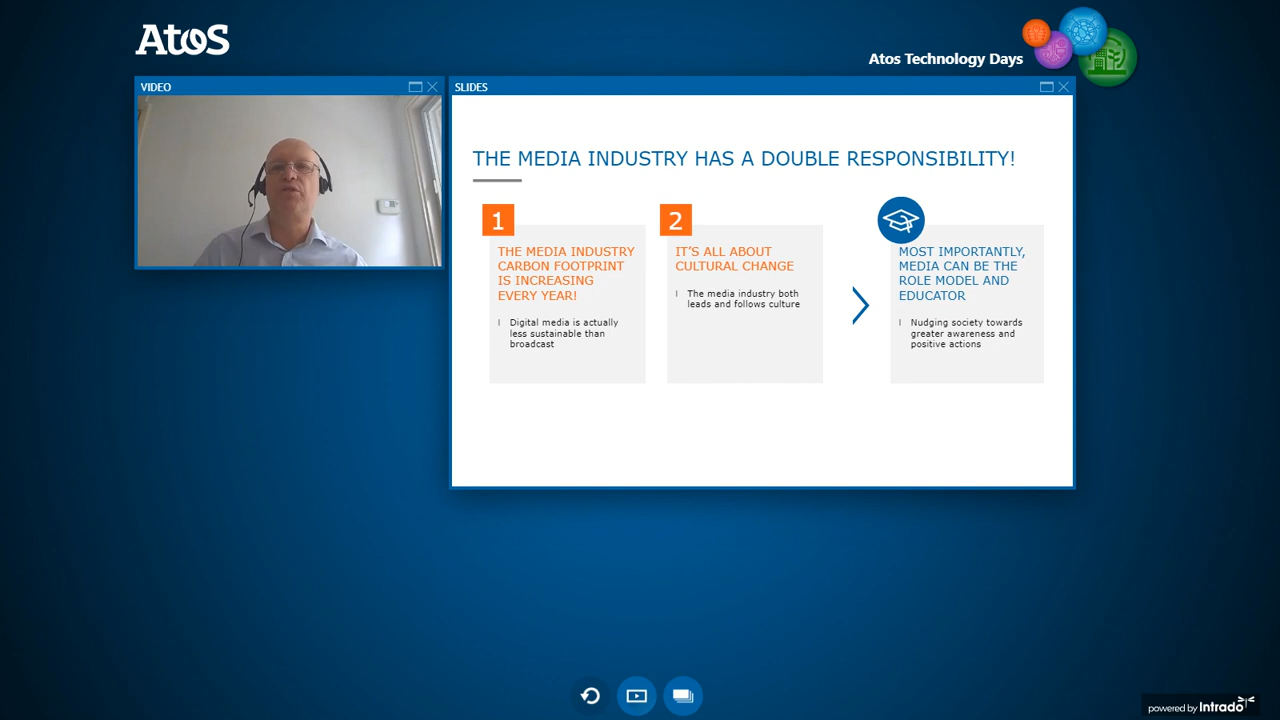 Atos
Atos Technology Days
VIDEO
SLIDES
THE MEDIA INDUSTRY HAS A DOUBLE RESPONSIBILITY!
1
THE MEDIA INDUSTRY
CARBON FOOTPRINT
IS INCREASING
EVERY YEAR!
Digital media is actually
less sustainable than
broadcast
2
IT'S ALL ABOUT
CULTURAL CHANGE
The media industry both
leads and follows culture
MOST IMPORTANTLY,
MEDIA CAN BE THE
ROLE MODEL AND
EDUCATOR
Nudging society towards
greater awareness and
positive actions
powered by Intrado